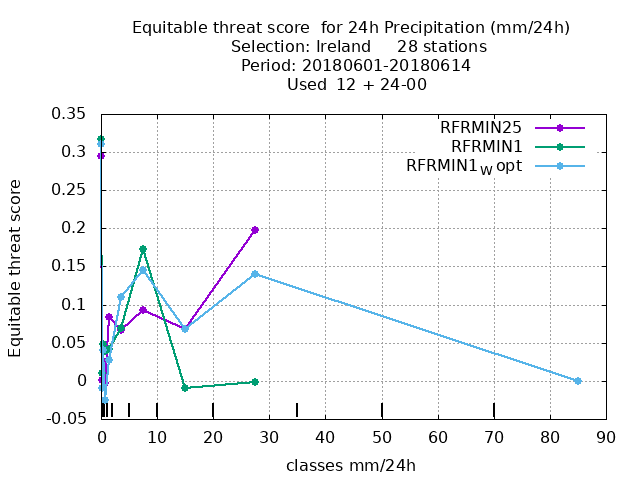 Equitable threat score for 24h Precipitation (mm/24h)
Selection: Ireland 28 stations
Period: 20180601-20180614
Used 12 + 24-00
RFRMIN25
RFRMIN1
RFRMIN1W opt
Equitable threat score
0.35
0.3
0.25
0.2
0.15
0.1
0.05
0
-0.05
0 10 20 30 40 50 60 70 80 90
classes mm/24h